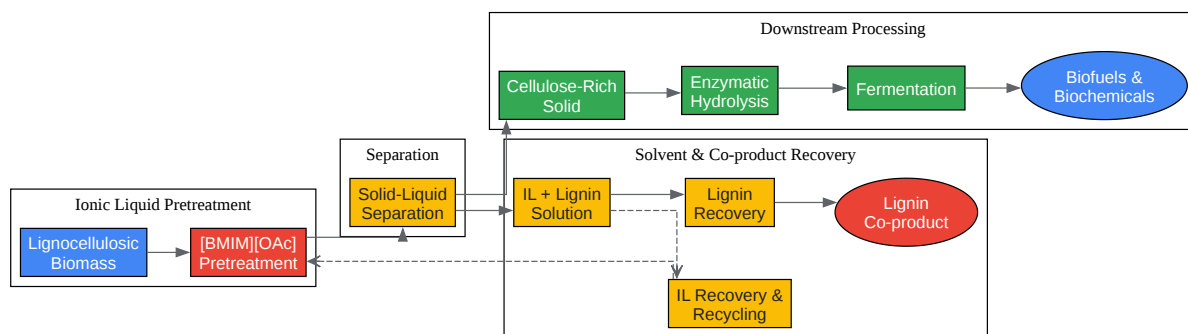 Downstream Processing
Cellulose-Rich
Solid
Enzymatic
Hydrolysis
Fermentation
Biofuels &
Biochemicals
Separation
Solid-Liquid
Separation
Solvent & Co-product Recovery
IL + Lignin
Solution
Lignin
Recovery
Lignin
Co-product
IL Recovery &
Recycling
Ionic Liquid Pretreatment
Lignocellulosic
Biomass
[BMIM][OAc]
Pretreatment